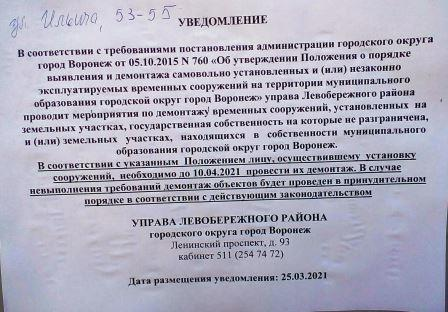 ул. Ильича, 53-55
УВЕДОМЛЕНИЕ
В соответствии с требованиями постановления администрации городского округа
город Воронеж от 05.10.2015 N 760 «Об утверждении Положения о порядке
выявления и демонтажа самовольно установленных и (или) незаконно
эксплуатируемых временных сооружений на территории муниципального
образования городской округ город Воронеж» управа Левобережного района
проводит мероприятия по демонтажу временных сооружений, установленных на
земельных участках, государственная собственность на которые не разграничена,
и (или) земельных участках, находящихся в собственности муниципального
образования городской округ город Воронеж.
В соответствии с указанным Положением лицу, осуществившему установку
сооружений, необходимо до 10.04.2021 провести их демонтаж. В случае
невыполнения требований демонтаж объектов будет проведен в принудительном
порядке в соответствии с действующим законодательством
УПРАВА ЛЕВОБЕРЕЖНОГО РАЙОНА
городского округа город Воронеж
Ленинский проспект, д. 93
кабинет 511 (254 74 72)
Дата размещения уведомления: 25.03.2021